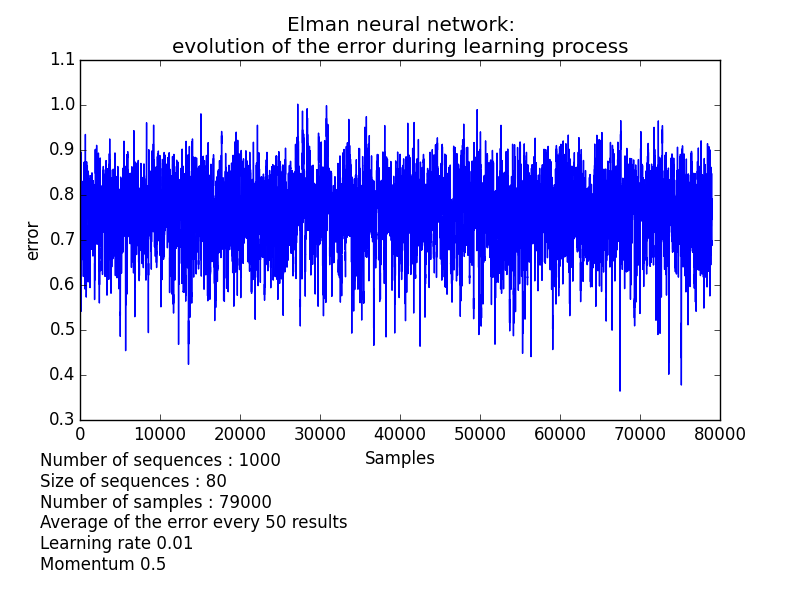 Elman neural network:
evolution of the error during learning process
1.1
1.0
0.9
0.8
0.7
0.6
0.5
0.4
0.3
error
0 10000 20000 30000 40000 50000 60000 70000 80000
Samples
Number of sequences : 1000
Size of sequences : 80
Number of samples : 79000
Average of the error every 50 results
Learning rate 0.01
Momentum 0.5